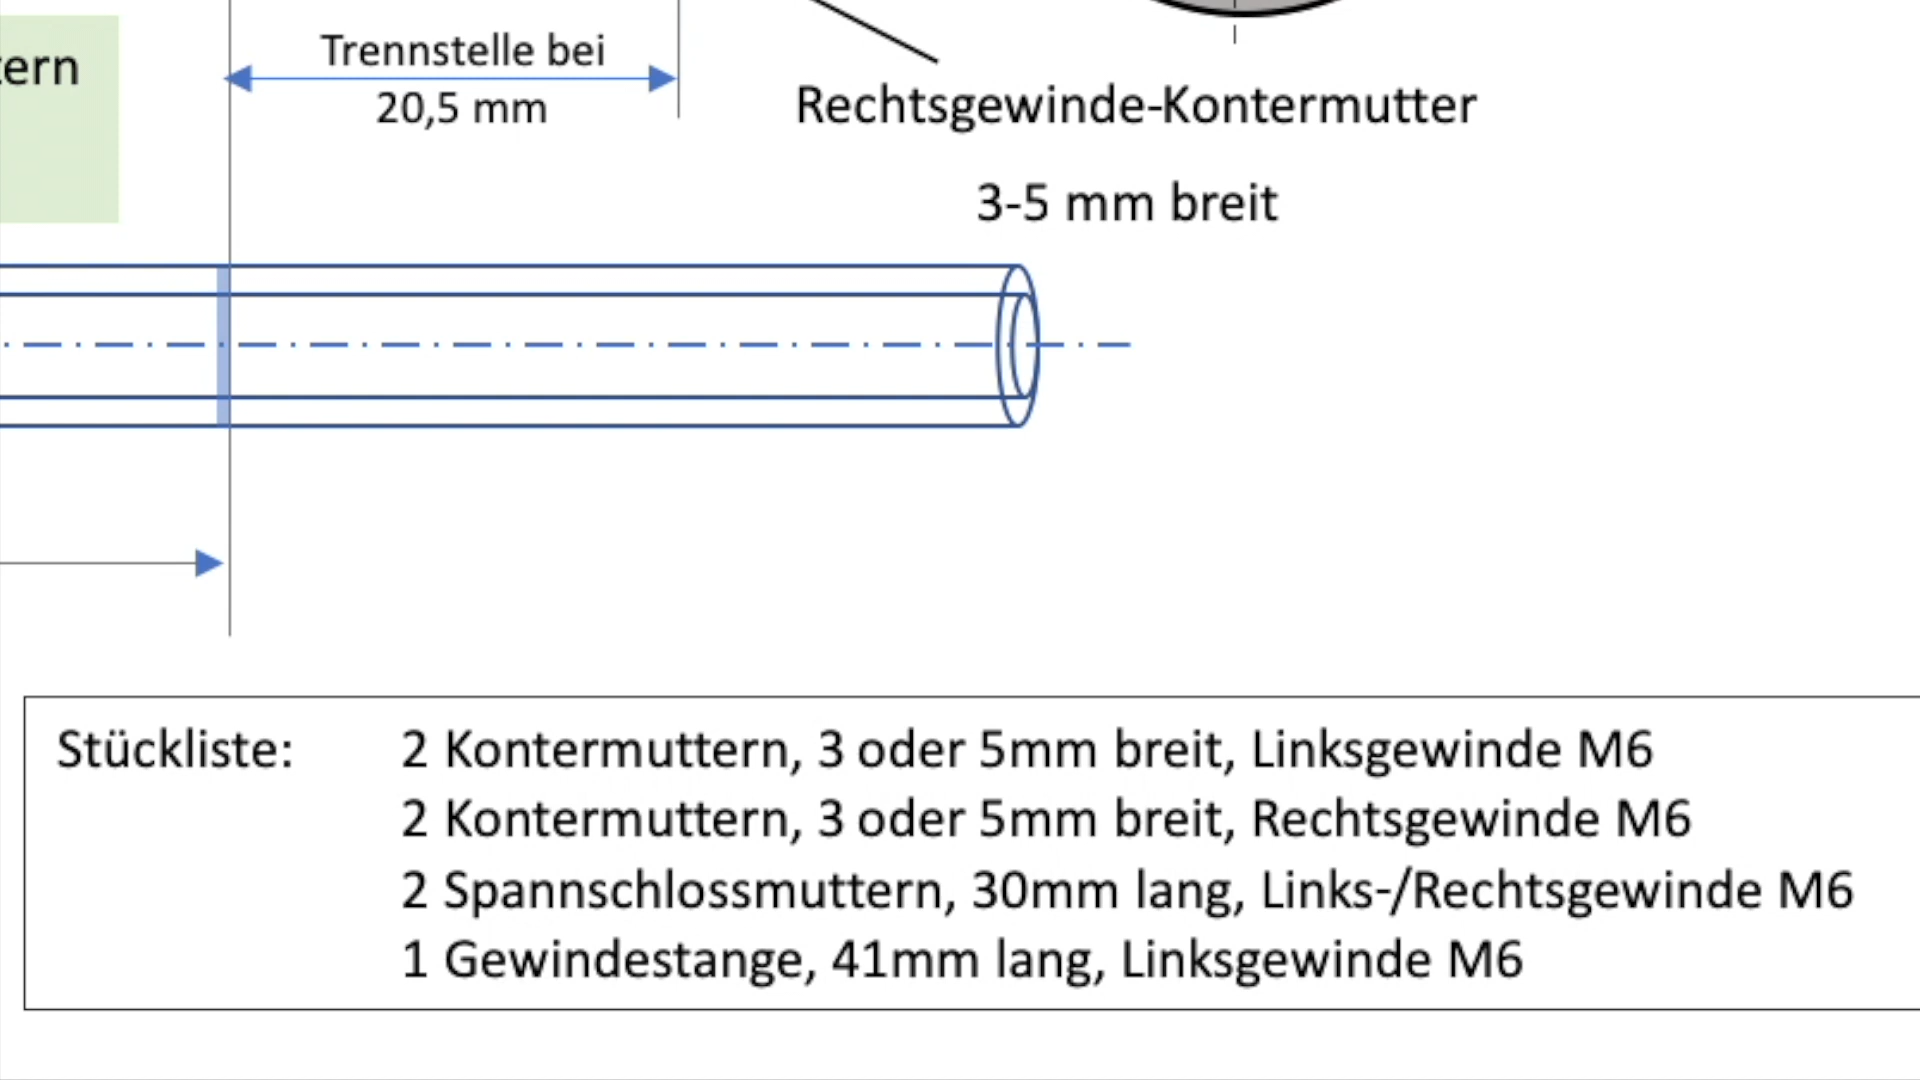 Trennstelle bei
20,5 mm
Rechtsgewinde-Kontermutter
3-5 mm breit
Stückliste: 2 Kontermuttern, 3 oder 5mm breit, Linksgewinde M6
2 Kontermuttern, 3 oder 5mm breit, Rechtsgewinde M6
2 Spannschlossmuttern, 30mm lang, Links-/Rechtsgewinde M6
1 Gewindestange, 41mm lang, Linksgewinde M6